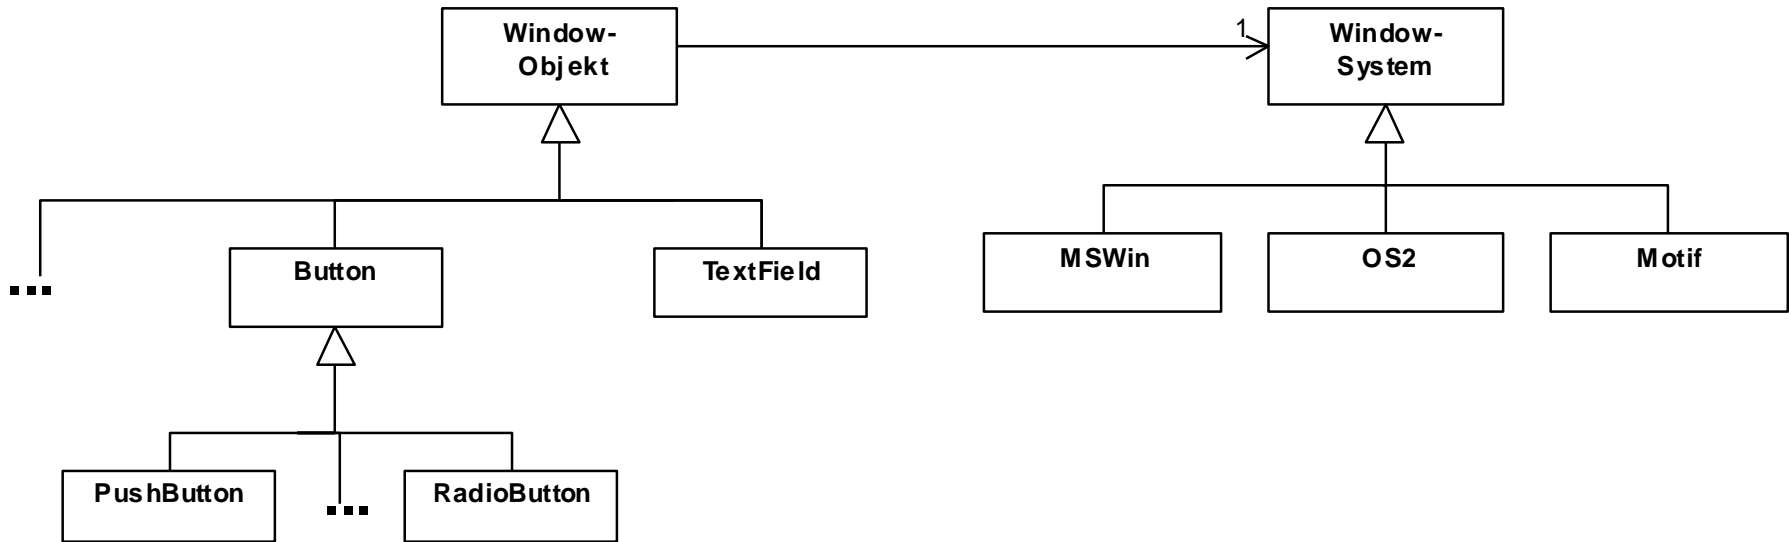 Window-
Objekt
1
Window-
System
Button
TextField
MSWin
OS2
Motif
...
PushButton
...
RadioButton